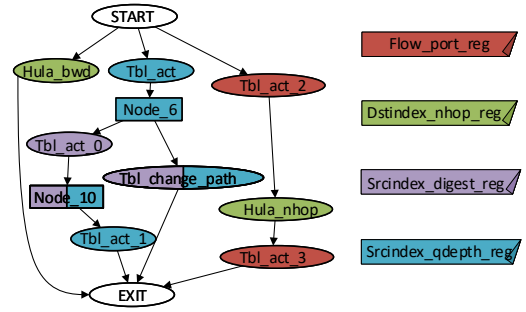 START
Hula_bwd
Tbl_act
Tbl_act_2
Node_6
Tbl_act_0
Tbl_change_path
Node_10
Hula_nhop
Tbl_act_1
Tbl_act_3
EXIT
Flow_port_reg
Dstindex_nhop_reg
Srcindex_digest_reg
Srcindex_qdepth_reg